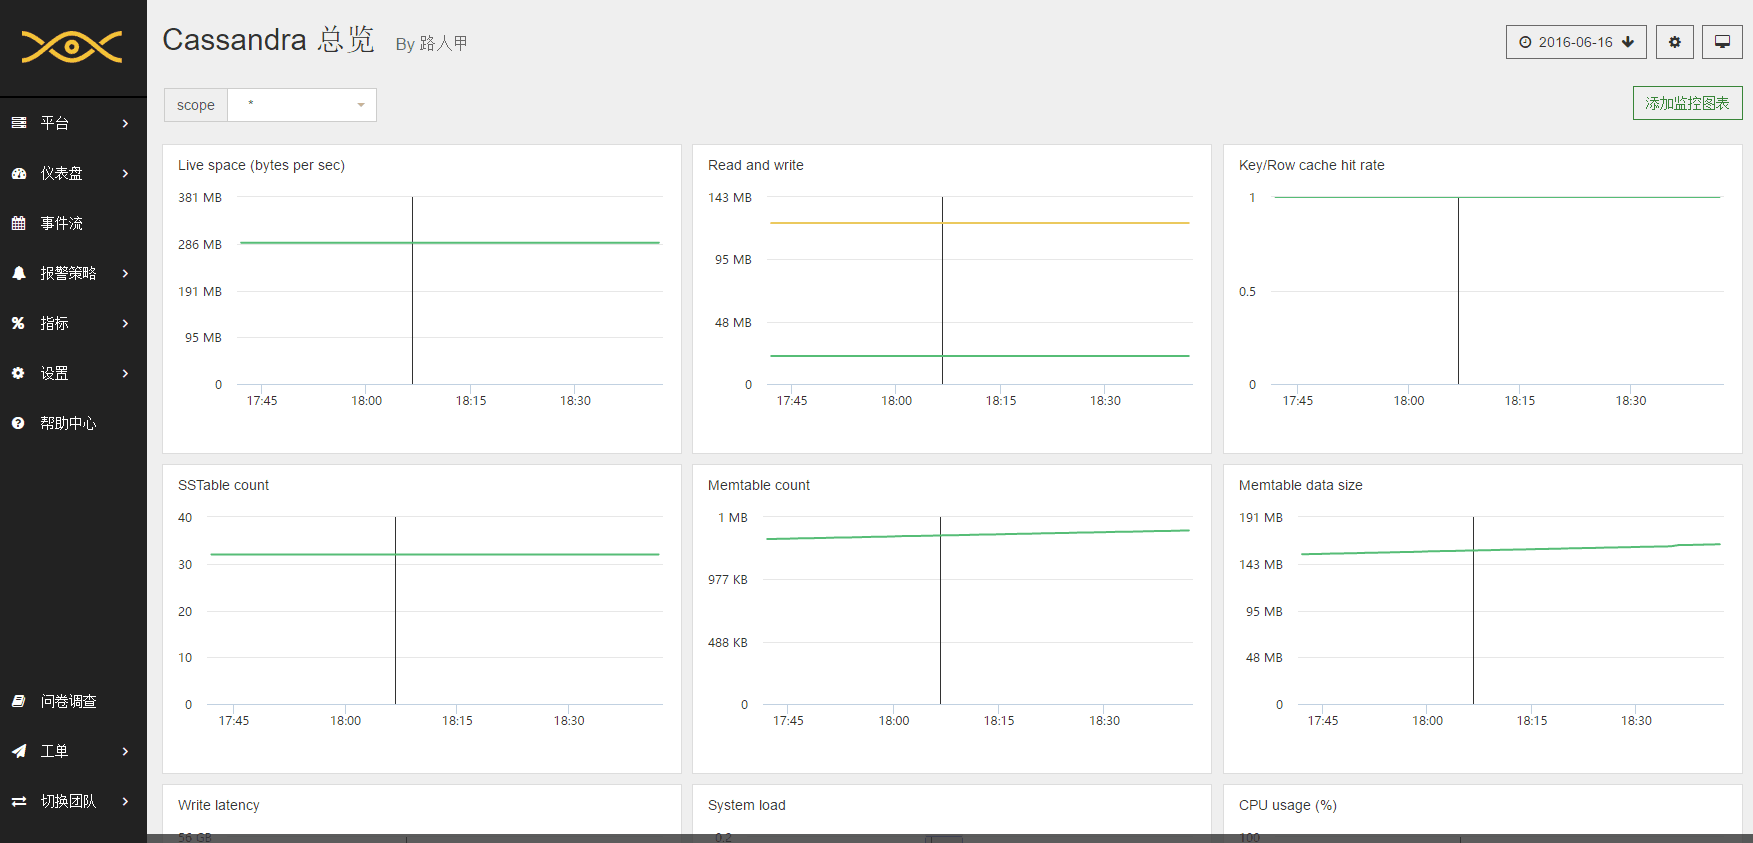 Cassandra 总览 By 路人甲
2016-06-16
scope *
添加监控图表
平台
仪表盘
事件流
报警策略
指标
设置
帮助中心
问卷调查
工单
切换团队
Live space (bytes per sec)
381 MB
286 MB
191 MB
95 MB
0
17:45 18:00 18:15 18:30
Read and write
143 MB
95 MB
48 MB
0
17:45 18:00 18:15 18:30
Key/Row cache hit rate
1
0.5
0
17:45 18:00 18:15 18:30
SSTable count
40
30
20
10
0
17:45 18:00 18:15 18:30
Memtable count
1 MB
977 KB
488 KB
0
17:45 18:00 18:15 18:30
Memtable data size
191 MB
143 MB
95 MB
48 MB
0
17:45 18:00 18:15 18:30
Write latency
56 GB
System load
0.2
CPU usage (%)
100